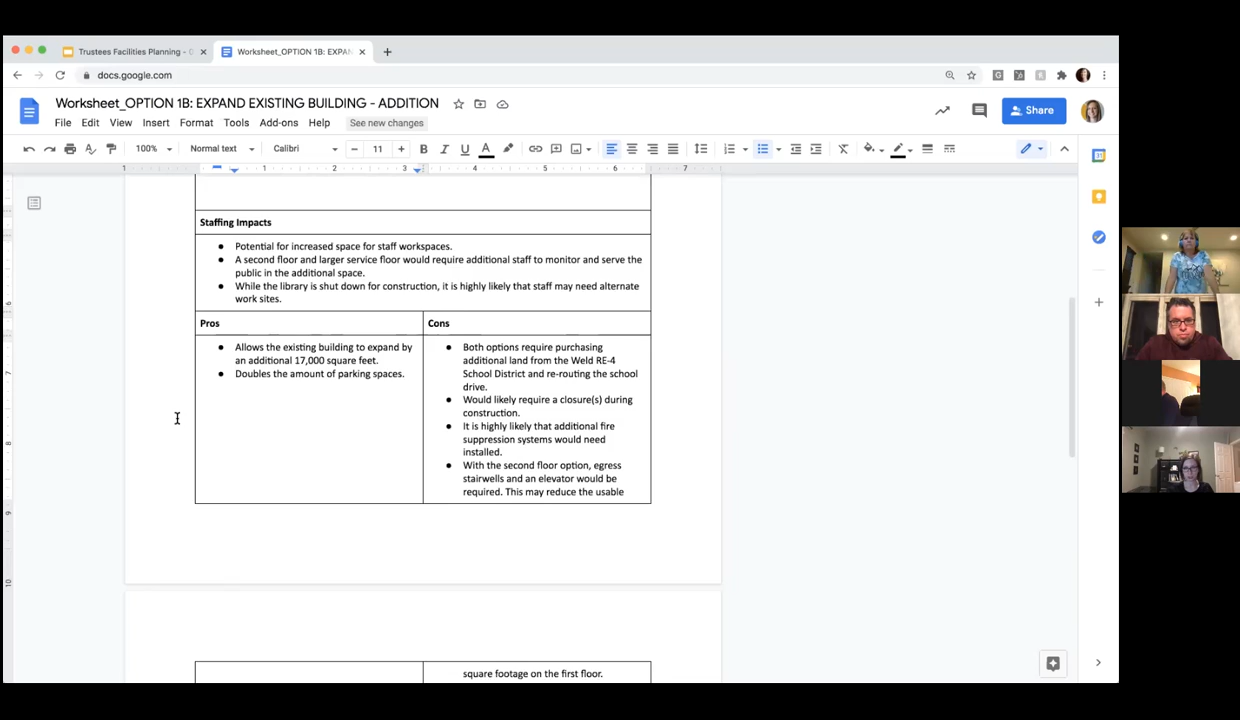 Trustees Facilities Planning - 
Worksheet_OPTION 1B: EXPAN
docs.google.com
Worksheet_OPTION 1B: EXPAND EXISTING BUILDING - ADDITION
File Edit View Insert Format Tools Add-ons Help See new changes
Share
100% Normal text Calibri 11 B I U A
1 1 2 3 4 5 6 7
Staffing Impacts
● Potential for increased space for staff workspaces.
● A second floor and larger service floor would require additional staff to monitor and serve the
public in the additional space.
● While the library is shut down for construction, it is highly likely that staff may need alternate
work sites.
Pros
● Allows the existing building to expand by
an additional 17,000 square feet.
● Doubles the amount of parking spaces.
Cons
● Both options require purchasing
additional land from the Weld RE-4
School District and re-routing the school
drive.
● Would likely require a closure(s) during
construction.
● It is highly likely that additional fire
suppression systems would need
installed.
● With the second floor option, egress
stairwells and an elevator would be
required. This may reduce the usable
square footage on the first floor.